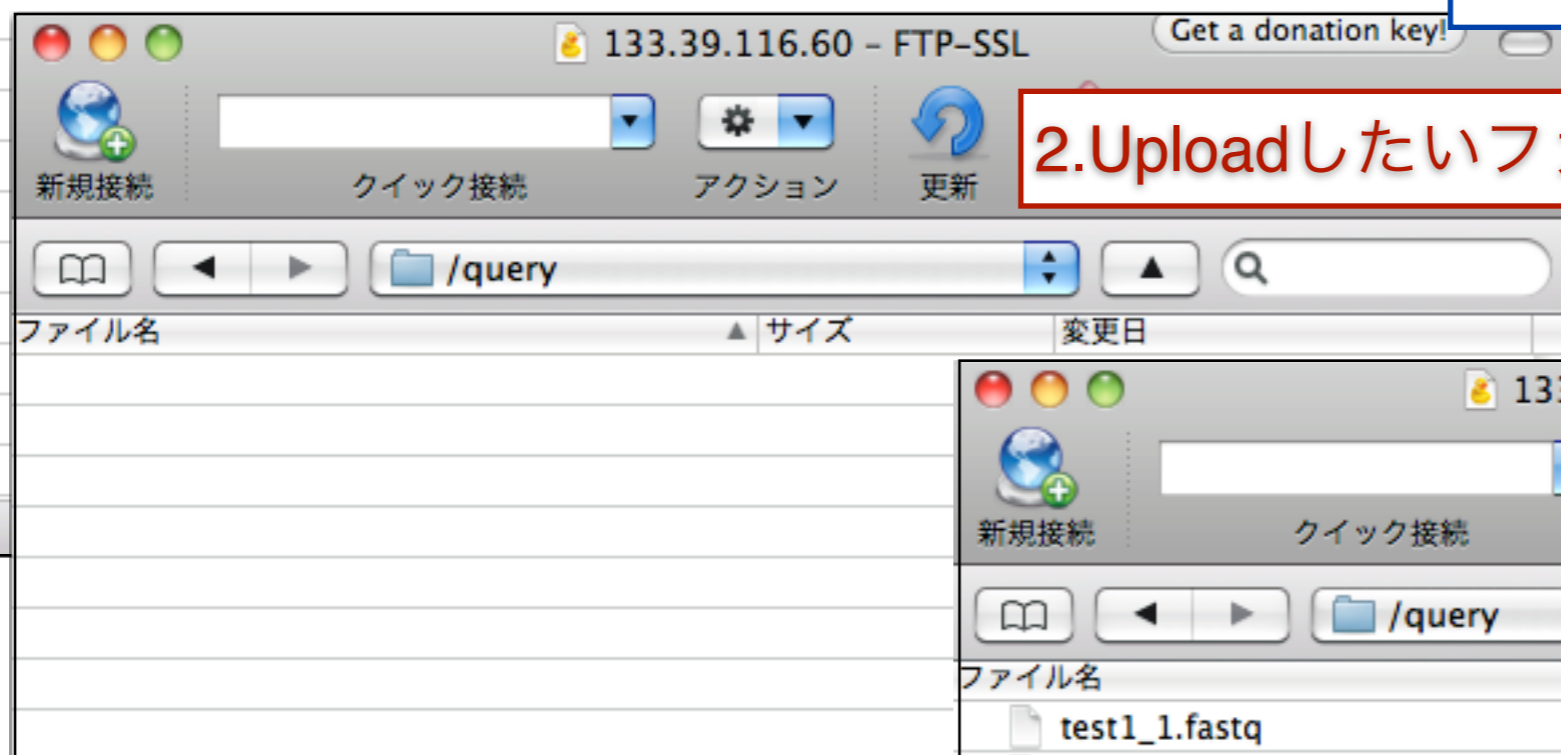 133.39.116.60 – FTP-SSL
Get a donation key!
新規接続
クイック接続
アクション
更新
2.Uploadしたいフ
/query
ファイル名
サイズ
変更日
133
新規接続
クイック接続
/query
ファイル名
test1_1.fastq